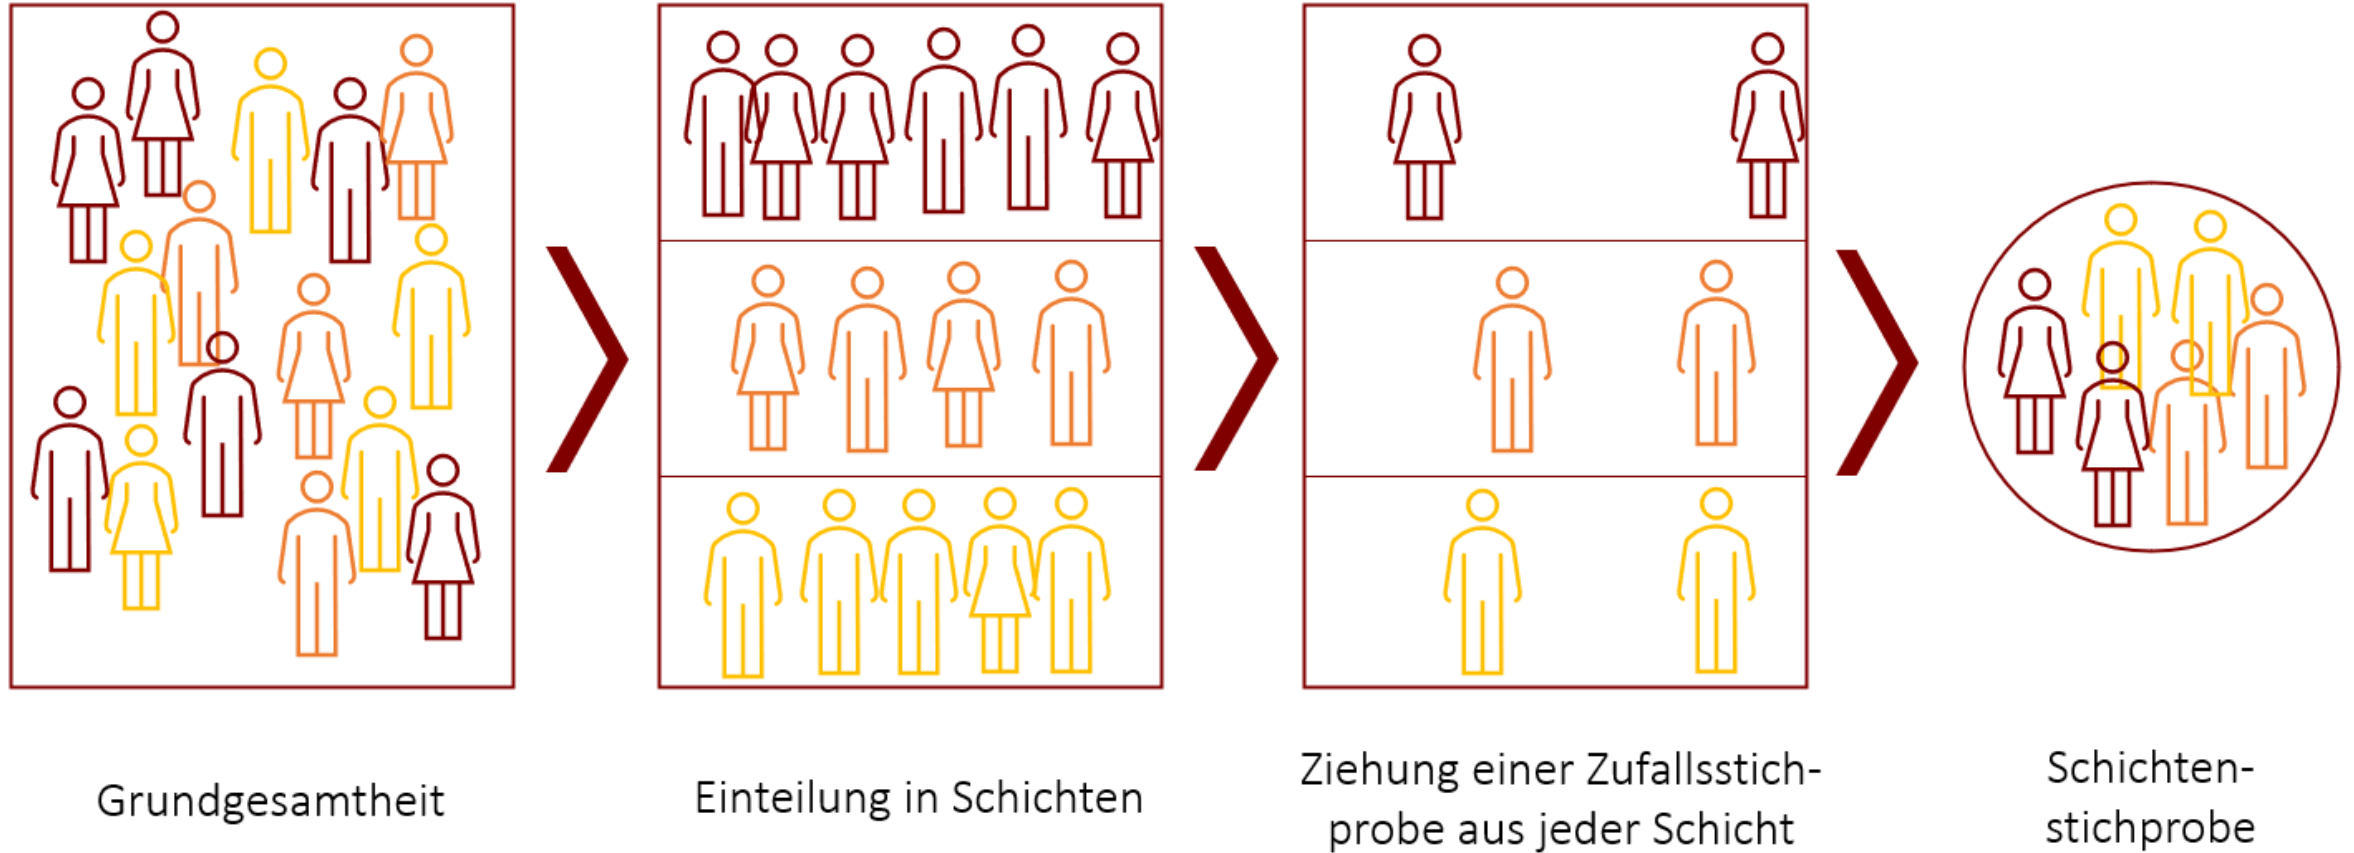 Grundgesamtheit
Einteilung in Schichten
Ziehung einer Zufallsstich-
probe aus jeder Schicht
Schichten-
stichprobe